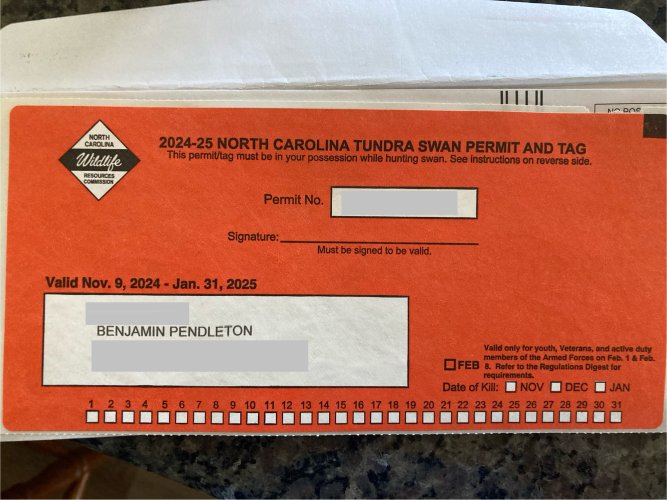 NORTH
CAROLINA
Wildlife
RESOURCES
COMMISSION
2024-25 NORTH CAROLINA TUNDRA SWAN PERMIT AND TAG
This permit/tag must be in your possession while hunting swan. See instructions on reverse side.
Permit No.
Signature:
Must be signed to be valid.
Valid Nov. 9, 2024 - Jan. 31, 2025
BENJAMIN PENDLETON
Valid only for youth, Veterans, and active duty
FEB members of the Armed Forces on Feb. 1 & Feb.
8. Refer to the Regulations Digest for
requirements.
Date of Kill: NOV DEC JAN
1 2 3 4 5 6 7 8 9 10 11 12 13 14 15 16 17 18 19 20 21 22 23 24 25 26 27 28 29 30 31